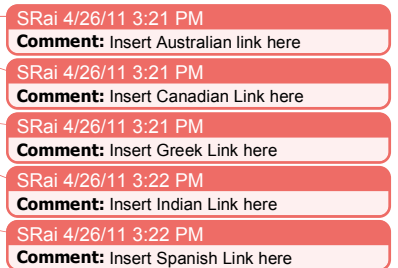 SRai 4/26/11 3:21 PM
Comment: Insert Australian link here
SRai 4/26/11 3:21 PM
Comment: Insert Canadian Link here
SRai 4/26/11 3:21 PM
Comment: Insert Greek Link here
SRai 4/26/11 3:22 PM
Comment: Insert Indian Link here
SRai 4/26/11 3:22 PM
Comment: Insert Spanish Link here